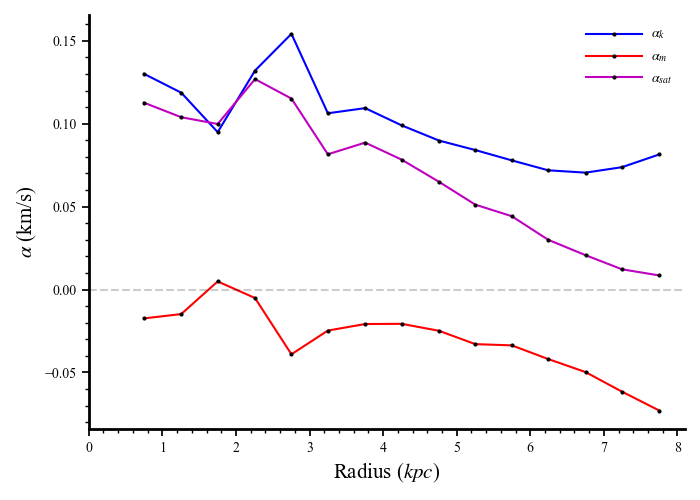 α_k
α_m
α_sat
α (km/s)
0.15
0.10
0.05
0.00
−0.05
0 1 2 3 4 5 6 7 8
Radius (kpc)